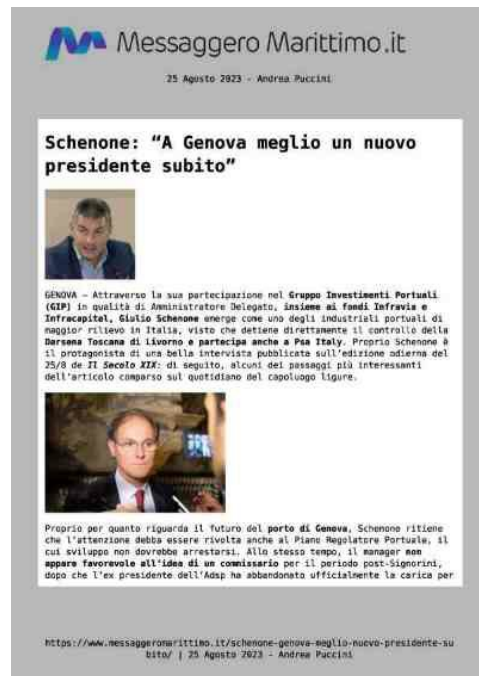 Messaggero Marittimo.it
25 Agosto 2023 - Andrea Puccini
Schenone: “A Genova meglio un nuovo
presidente subito”
GENOVA – Attraverso la sua partecipazione nel Gruppo Investimenti Portuali
(GIP) in qualità di Amministratore Delegato, insieme ai fondi Infravia e
Infracapital, Giulio Schenone emerge come uno degli industriali portuali di
maggior rilievo in Italia, visto che detiene direttamente il controllo della
Darsena Toscana di Livorno e partecipa anche a Psa Italy. Proprio Schenone è
il protagonista di una bella intervista pubblicata sull'edizione odierna del
25/8 de Il Secolo XIX: di seguito, alcuni dei passaggi più interessanti
dell'articolo comparso sul quotidiano del capoluogo ligure.
Proprio per quanto riguarda il futuro del porto di Genova, Schenone ritiene
che l'attenzione debba essere rivolta anche al Piano Regolatore Portuale, il
cui sviluppo non dovrebbe arrestarsi. Allo stesso tempo, il manager non
appare favorevole all'idea di un commissario per il periodo post-Signorini,
dopo che l'ex presidente dell'Adsp ha abbandonato ufficialmente la carica per
https://www.messaggeromarittimo.it/schenone-genova-meglio-nuovo-presidente-su
bito/ | 25 Agosto 2023 - Andrea Puccini